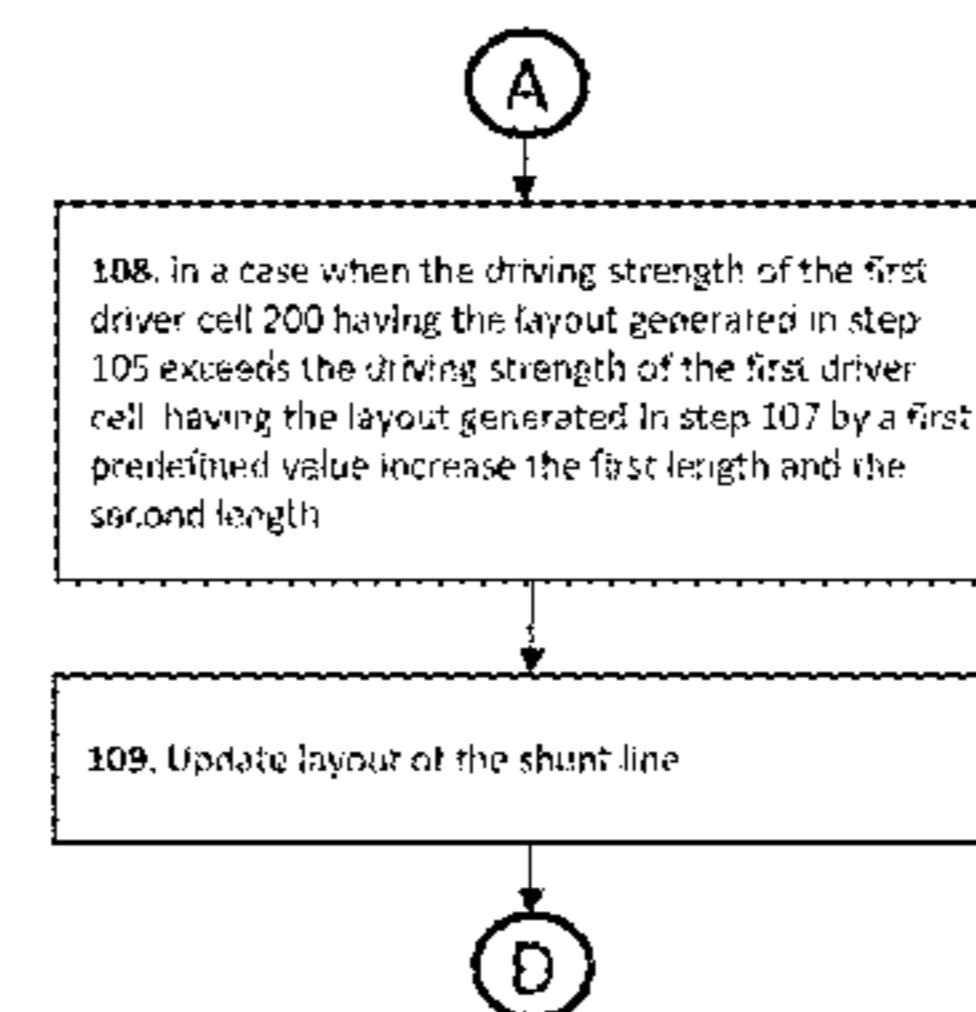 A
108. In a case when the driving strength of the first
driver cell 200 having the layout generated in step
105 exceeds the driving strength of the first driver
cell having the layout generated in step 107 by a first
predefined value increase the first length and the
second length
109. Update layout of the shunt line
D